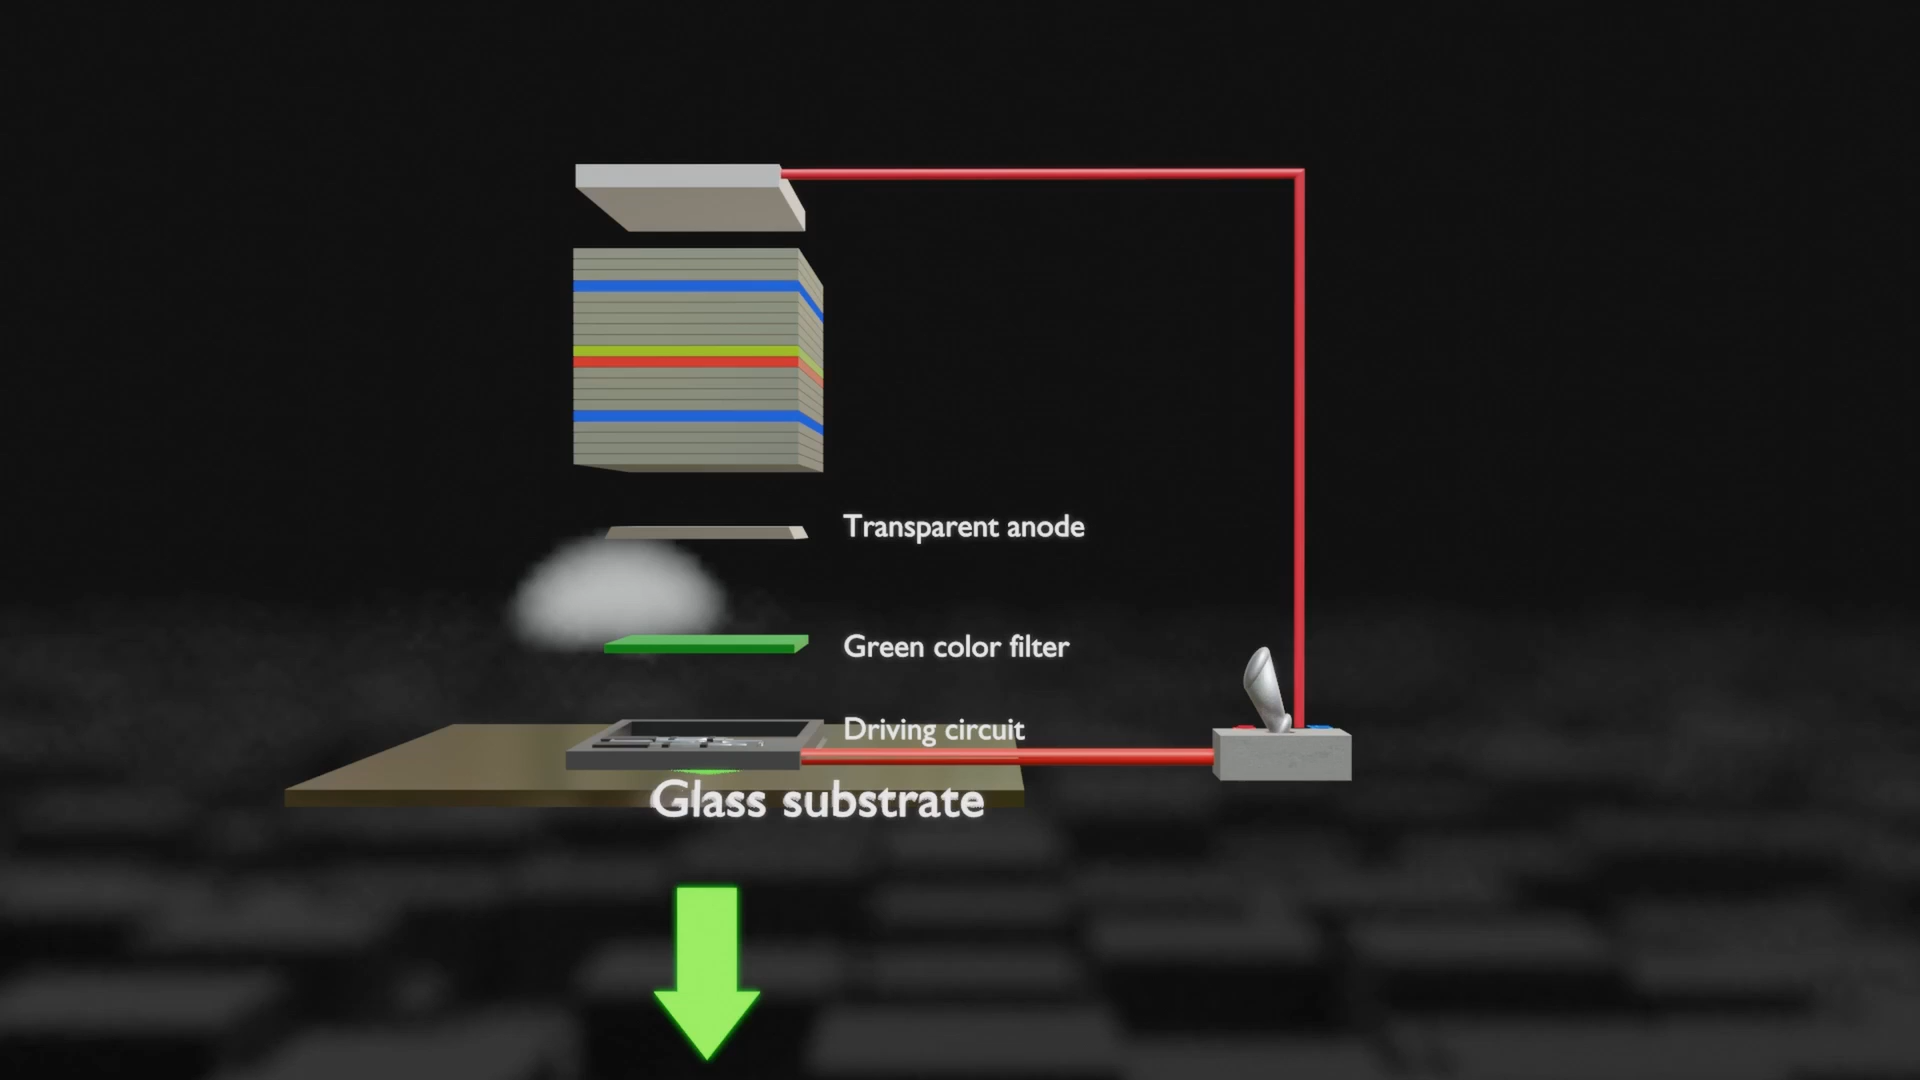 Transparent anode
Green color filter
Driving circuit
Glass substrate